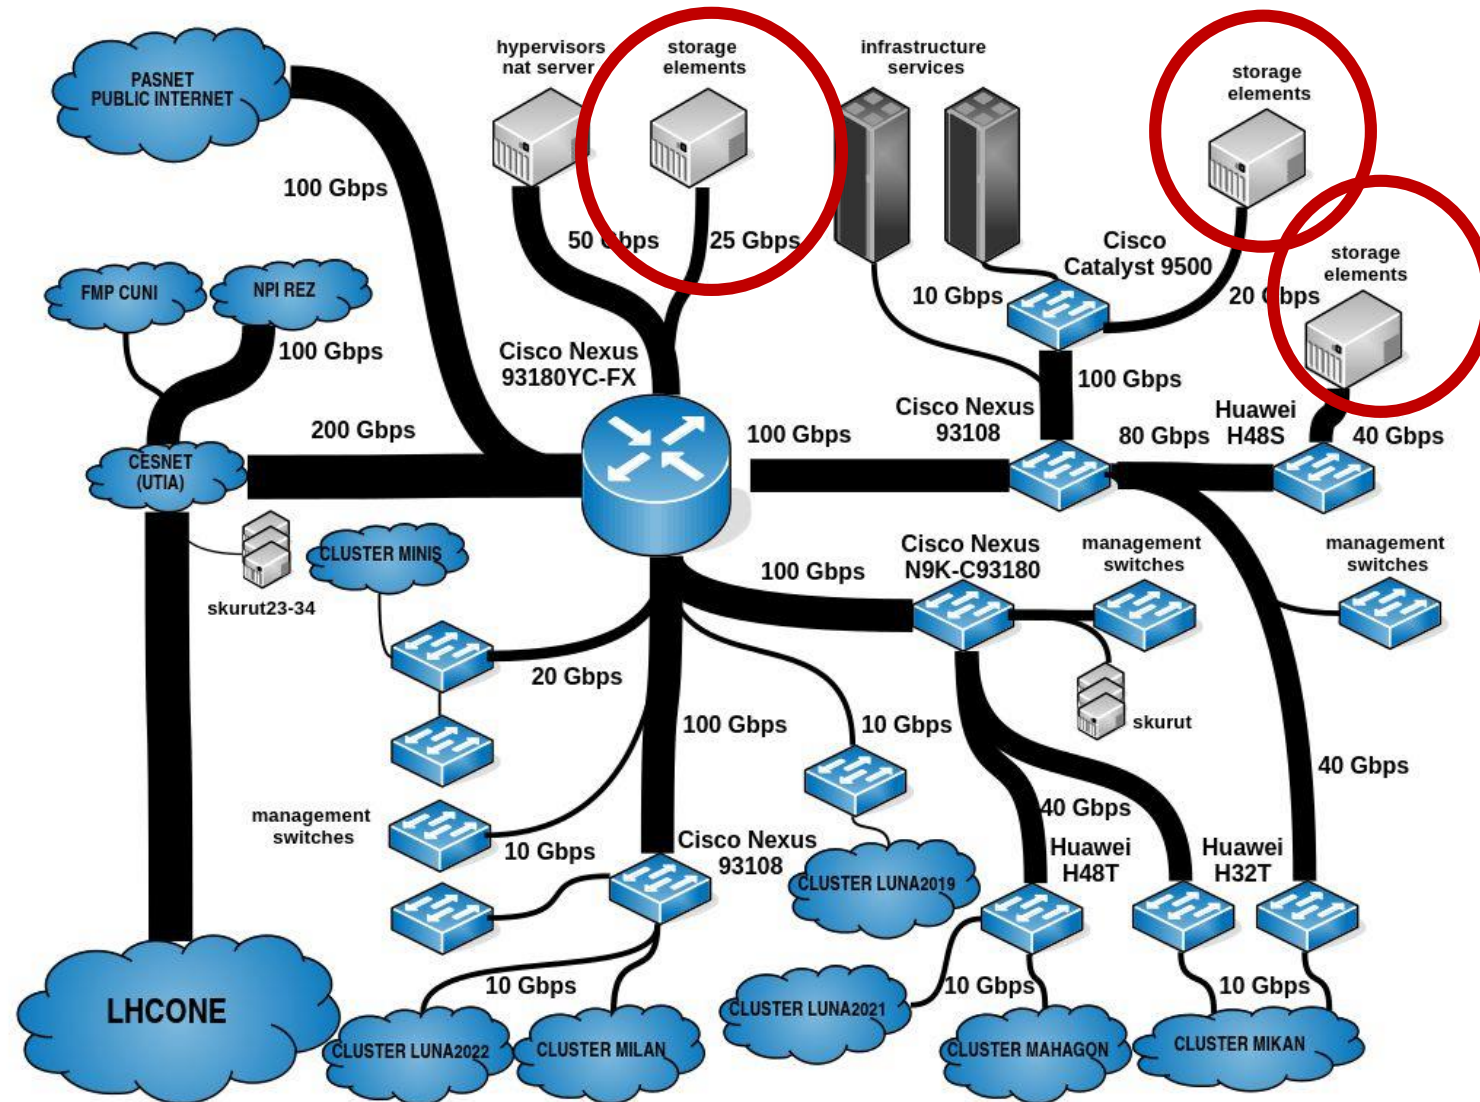 PASNET
PUBLIC INTERNET
hypervisors
nat server
storage
elements
infrastructure
services
storage
elements
100 Gbps
50 Gbps
25 Gbps
Cisco
Catalyst 9500
storage
elements
FMP CUNI
NPI REZ
10 Gbps
20 Gbps
100 Gbps
Cisco Nexus
93180YC-FX
100 Gbps
Cisco Nexus
93108
Huawei
H48S
200 Gbps
100 Gbps
80 Gbps
40 Gbps
CESNET
(UTIA)
CLUSTER MINIS
skurut23-34
100 Gbps
Cisco Nexus
N9K-C93180
management
switches
management
switches
20 Gbps
100 Gbps
10 Gbps
skurut
40 Gbps
40 Gbps
management
switches
10 Gbps
Cisco Nexus
93108
CLUSTER LUNA2019
Huawei
H48T
Huawei
H32T
LHCONE
10 Gbps
CLUSTER LUNA2021
10 Gbps
10 Gbps
CLUSTER LUNA2022
CLUSTER MILAN
CLUSTER MAHAGON
CLUSTER MIKAN